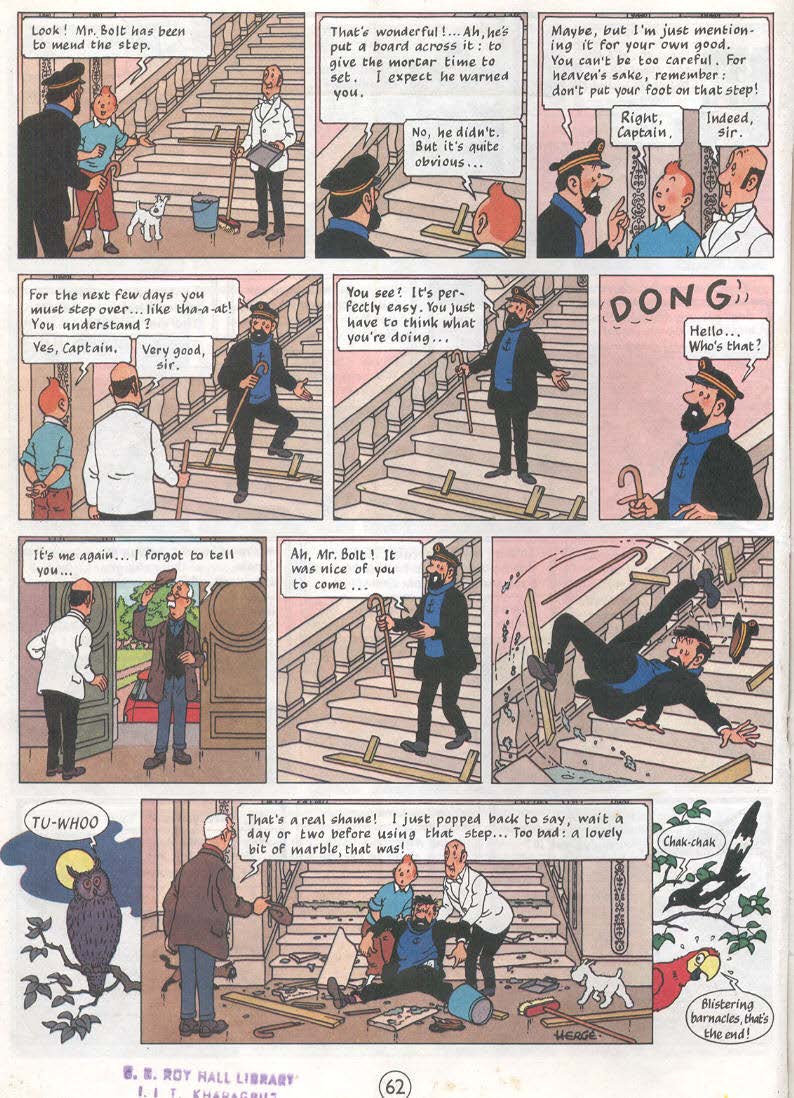 Look! Mr. Bolt has been
to mend the step.
That's wonderful!... Ah, he's
put a board across it: to
give the mortar time to
set. I expect he warned
you.
No, he didn't.
But it's quite
obvious...
Maybe, but I'm just mention-
ing it for your own good.
You can't be too careful. For
heaven's sake, remember:
don't put your foot on that step!
Right,
Captain.
Indeed,
sir.
For the next few days you
must step over... like tha-a-at!
You understand?
Yes, Captain.
Very good,
sir.
You see? It's per-
fectly easy. You just
have to think what
you're doing...
DONG
Hello...
Who's that?
It's me again... I forgot to tell
you...
Ah, Mr. Bolt! It
was nice of you
to come...
TU-WHOO
That's a real shame! I just popped back to say, wait a
day or two before using that step... Too bad: a lovely
bit of marble, that was!
Chak-chak
Blistering
barnacles, that's
the end!
HERGÉ.
ROY HALL LIBRARY
I. I T.
62